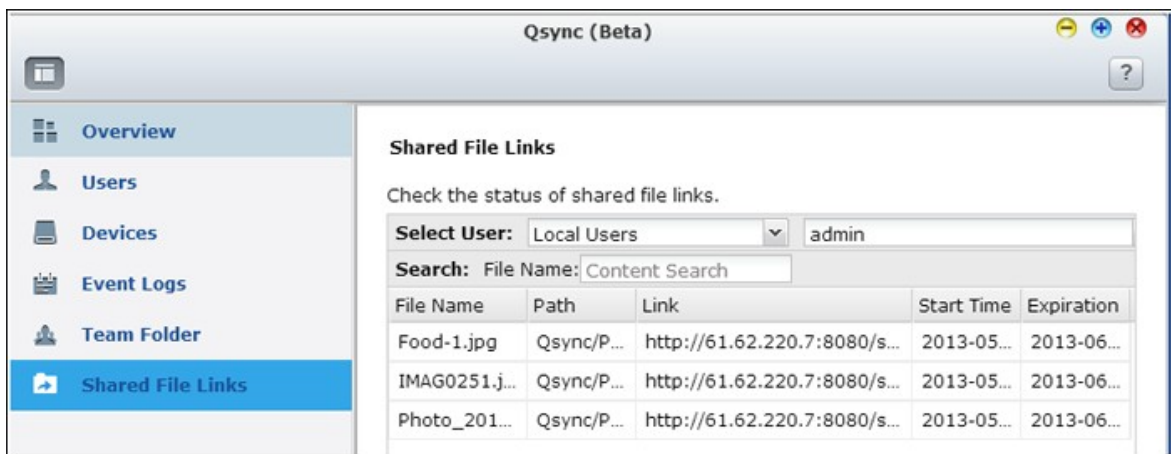 Qsync (Beta)
?
Overview
Users
Devices
Event Logs
Team Folder
Shared File Links
Shared File Links
Check the status of shared file links.
Select User: Local Users admin
Search: File Name: Content Search
File Name Path Link Start Time Expiration
Food-1.jpg Qsync/P... http://61.62.220.7:8080/s... 2013-05... 2013-06...
IMAG0251.j... Qsync/P... http://61.62.220.7:8080/s... 2013-05... 2013-06...
Photo_201... Qsync/P... http://61.62.220.7:8080/s... 2013-05... 2013-06...